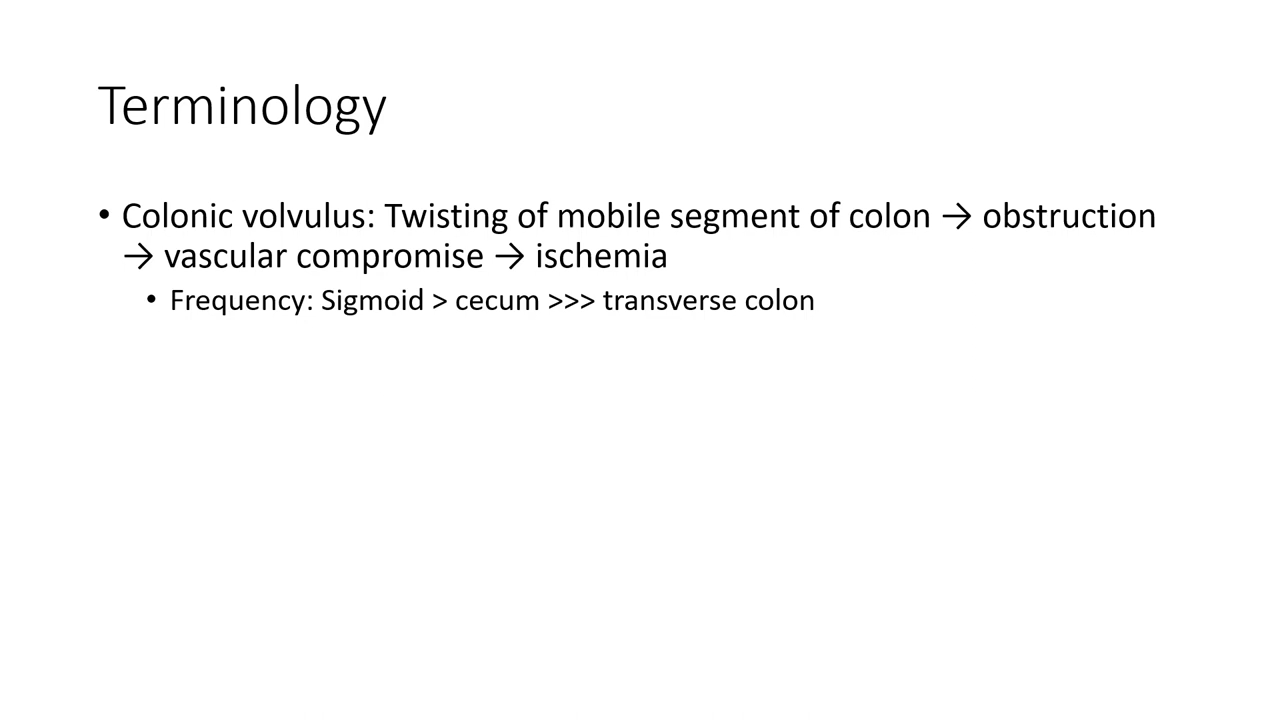 Terminology
• Colonic volvulus: Twisting of mobile segment of colon → obstruction
→ vascular compromise → ischemia
• Frequency: Sigmoid > cecum >>> transverse colon